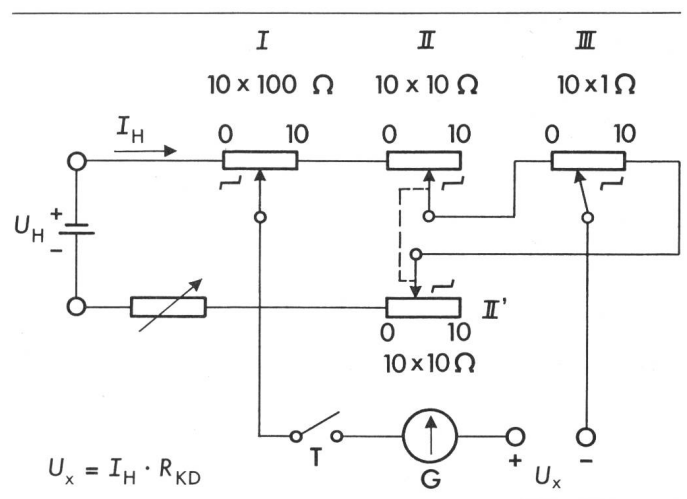 I II III
10 x 100 Ω 10 x 10 Ω 10 x 1Ω
I_H 0 10 0 10 0 10
U_H + −
II'
0 10
10 x 10 Ω
T G + U_x −
U_x = I_H · R_KD